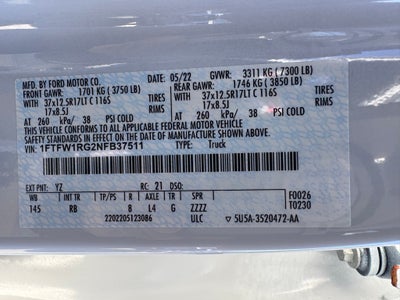 MFD. BY FORD MOTOR CO. 05/22 GVWR: 3311 KG ( 7300 LB)
FRONT GAWR: 1701 KG ( 3750 LB) REAR GAWR: 1746 KG ( 3850 LB)
37x12.5R17LT C 116S TIRES 37x12.5R17LT C 116S TIRES
17x8.5J RIMS 17x8.5J RIMS
AT 260 kPa/ 38 PSI COLD AT 260 kPa/ 38 PSI COLD
THIS VEHICLE CONFORMS TO ALL APPLICABLE FEDERAL MOTOR VEHICLE
SAFETY STANDARDS IN EFFECT ON THE DATE OF MANUFACTURE SHOWN ABOVE.
VIN: 1FTFW1RG2NFB37511 TYPE: Truck
EXT PNT: YZ RC: 21 DSO: F0026
WB BRK INT TR TP/PS R AXLE TR SPR T0230
145 RB 8 L4 G ZZZZ
2202205123086 ULC 5U5A-3520472-AA